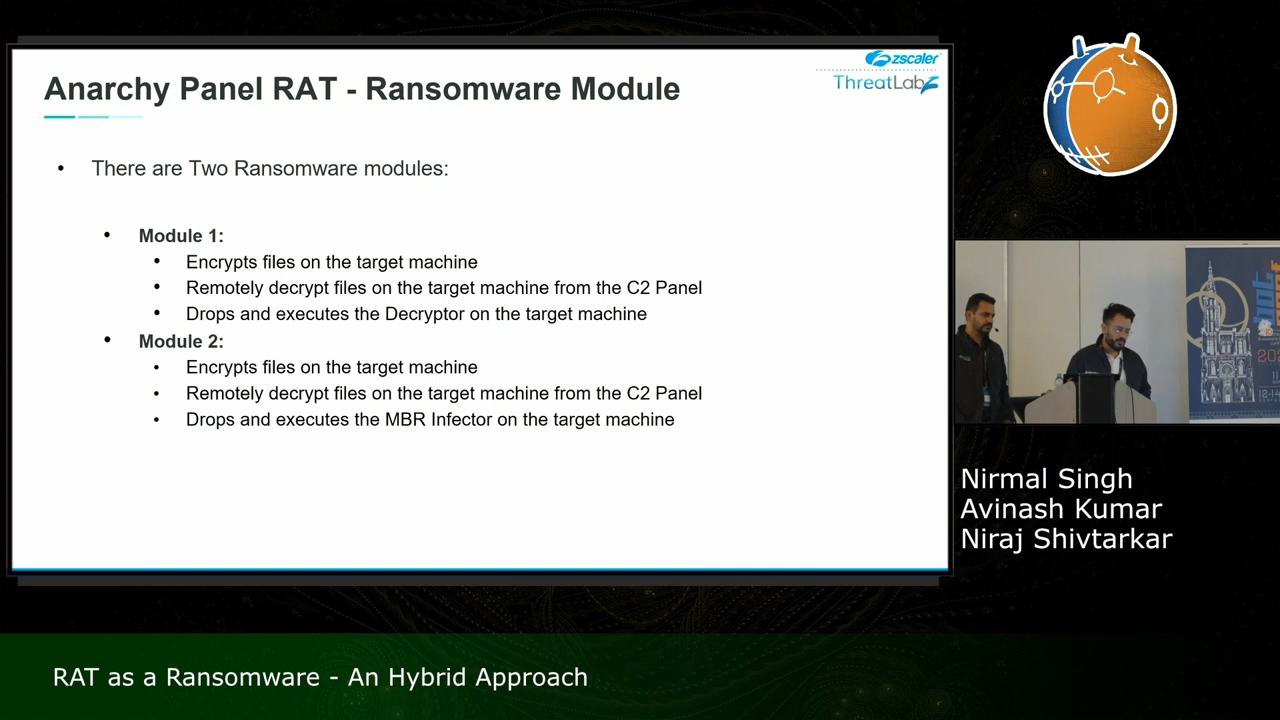 Anarchy Panel RAT - Ransomware Module
zscaler
ThreatLabZ
• There are Two Ransomware modules:
• Module 1:
• Encrypts files on the target machine
• Remotely decrypt files on the target machine from the C2 Panel
• Drops and executes the Decryptor on the target machine
• Module 2:
• Encrypts files on the target machine
• Remotely decrypt files on the target machine from the C2 Panel
• Drops and executes the MBR Infector on the target machine
Nirmal Singh
Avinash Kumar
Niraj Shivtarkar
RAT as a Ransomware - An Hybrid Approach